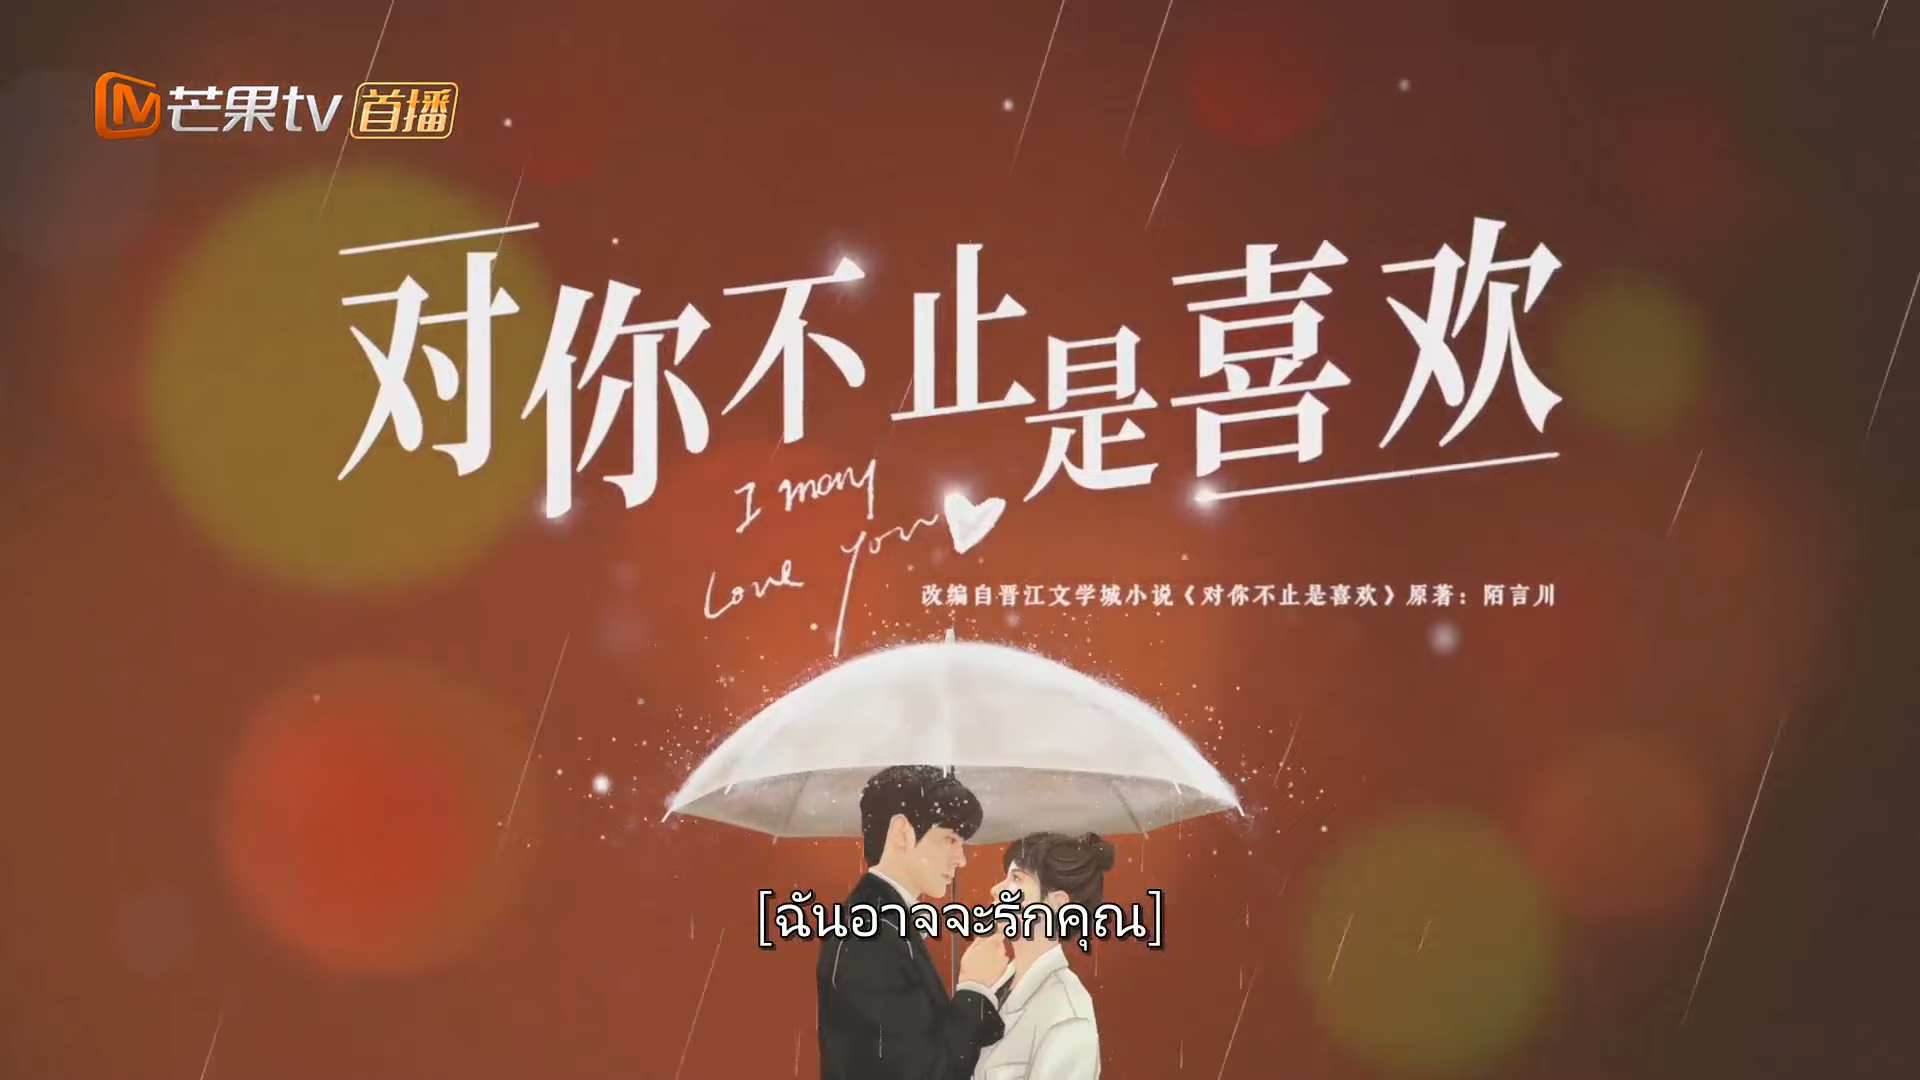 芒果tv 首播
对你不止是喜欢
I may
Love you
改编自晋江文学城小说《对你不止是喜欢》原著：陌言川
[ฉันอาจจะรักคุณ]